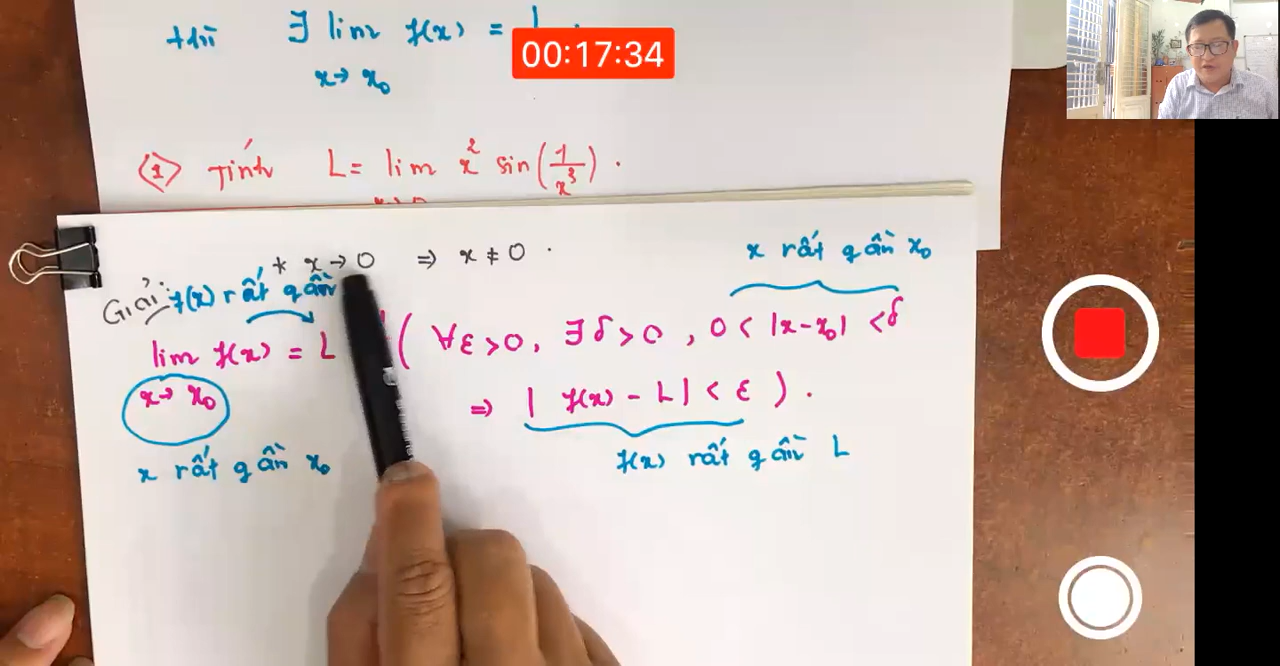 thì ∃ lim f(x) = L.
x → x₀
00:17:34
① Tính L = lim x² sin(1/x³).
* x → 0 ⇒ x ≠ 0.
x rất gần x₀
Giải: f(x) rất gần
lim f(x) = L ( ∀ε > 0, ∃δ > 0, 0 < |x - x₀| < δ
x → x₀ ⇒ | f(x) - L| < ε ).
x rất gần x₀
f(x) rất gần L